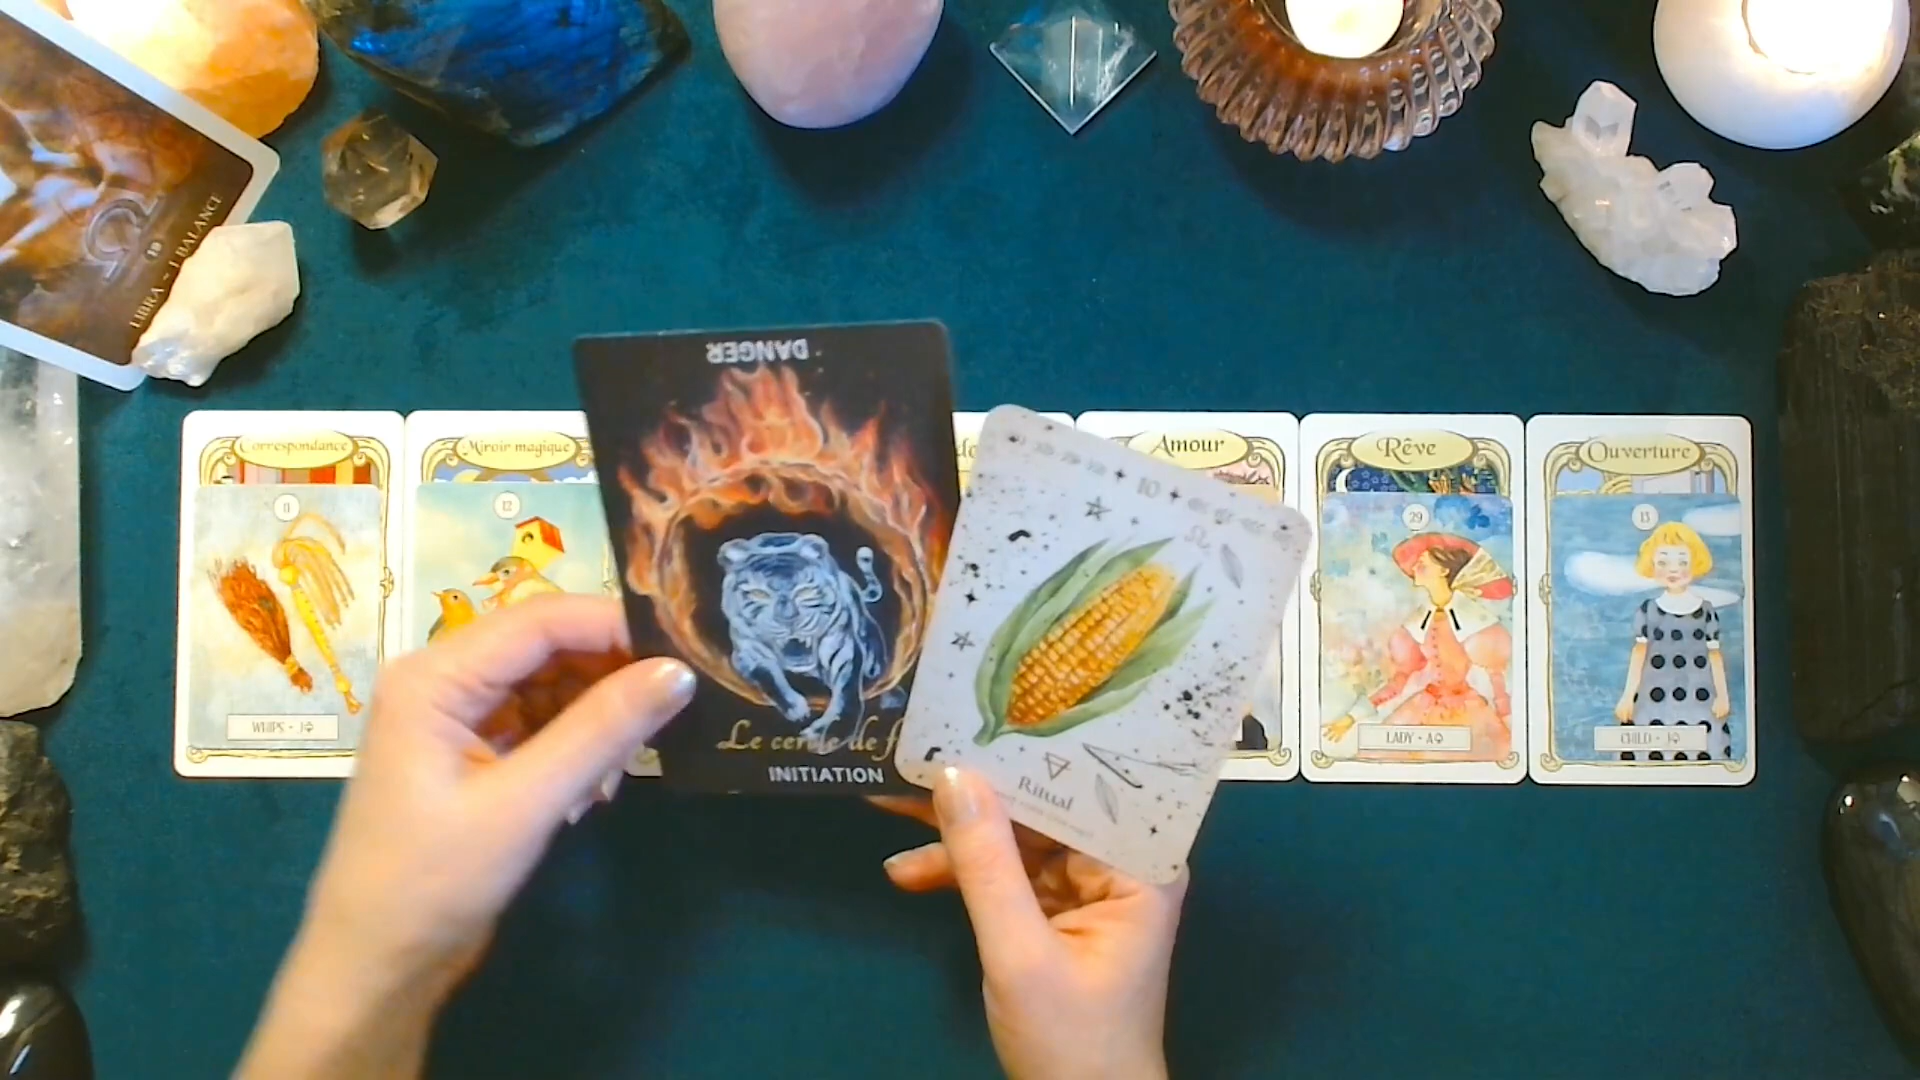 18
LIBRA ~ BALANCE
Correspondance
11
WHIPS - J
Miroir magique
12
DANGER
Le cercle de f
INITIATION
10
Ritual
Amour
Rêve
29
LADY - A
Ouverture
13
CHILD - J